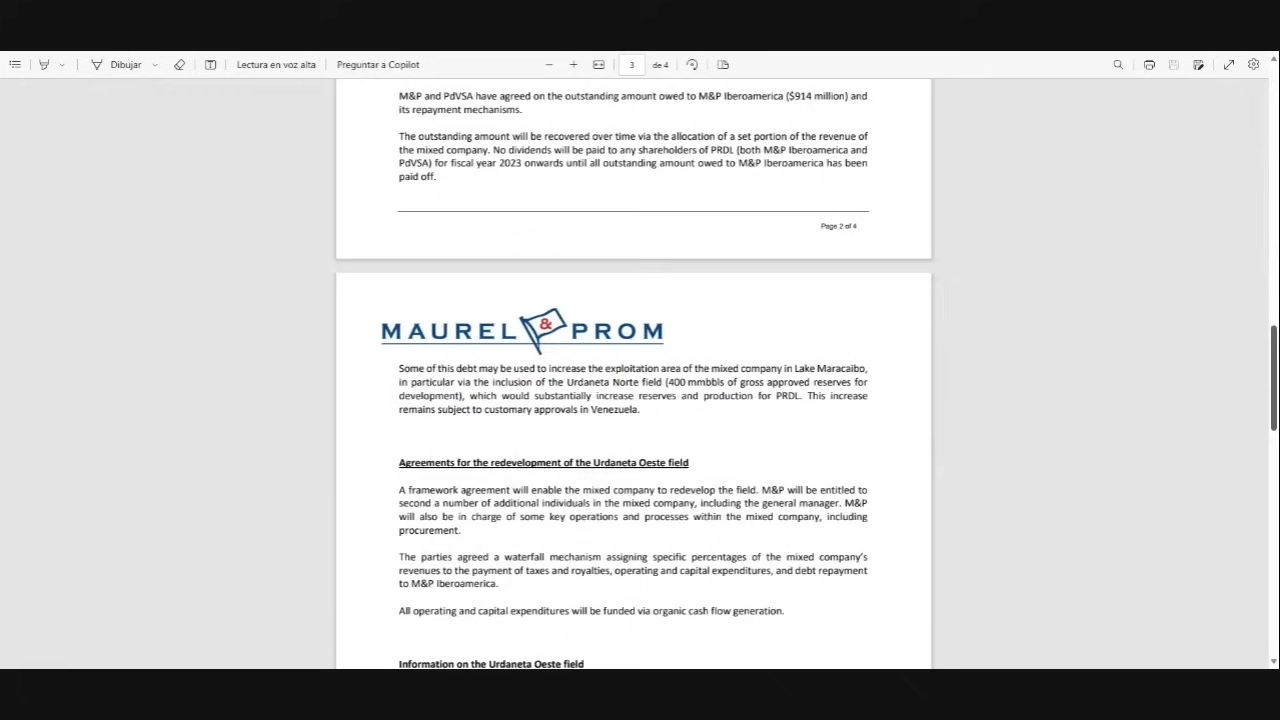 Dibujar
Lectura en voz alta
Preguntar a Copilot
3
de 4
M&P and PdVSA have agreed on the outstanding amount owed to M&P Iberoamerica ($914 million) and
its repayment mechanisms.
The outstanding amount will be recovered over time via the allocation of a set portion of the revenue of
the mixed company. No dividends will be paid to any shareholders of PRDL (both M&P Iberoamerica and
PdVSA) for fiscal year 2023 onwards until all outstanding amount owed to M&P Iberoamerica has been
paid off.
Page 2 of 4
MAUREL & PROM
Some of this debt may be used to increase the exploitation area of the mixed company in Lake Maracaibo,
in particular via the inclusion of the Urdaneta Norte field (400 mmbbls of gross approved reserves for
development), which would substantially increase reserves and production for PRDL. This increase
remains subject to customary approvals in Venezuela.
Agreements for the redevelopment of the Urdaneta Oeste field
A framework agreement will enable the mixed company to redevelop the field. M&P will be entitled to
second a number of additional individuals in the mixed company, including the general manager. M&P
will also be in charge of some key operations and processes within the mixed company, including
procurement.
The parties agreed a waterfall mechanism assigning specific percentages of the mixed company's
revenues to the payment of taxes and royalties, operating and capital expenditures, and debt repayment
to M&P Iberoamerica.
All operating and capital expenditures will be funded via organic cash flow generation.
Information on the Urdaneta Oeste field